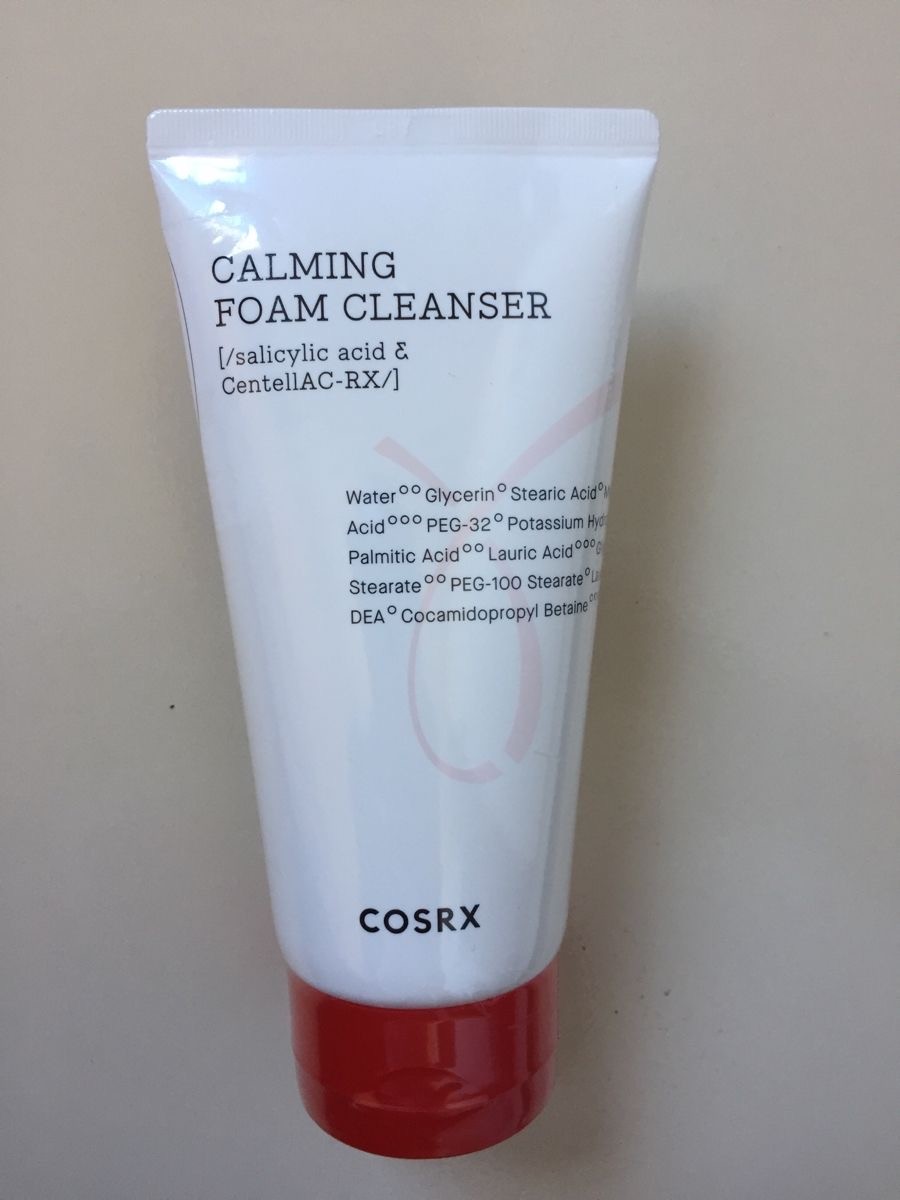 CALMING
FOAM CLEANSER
[/salicylic acid &
CentellAC-RX/]
Water°° Glycerin° Stearic Acid°
Acid°°° PEG-32° Potassium
Palmitic Acid°° Lauric Acid°°°
Stearate°° PEG-100 Stearate°
DEA° Cocamidopropyl Betaine
COSRX